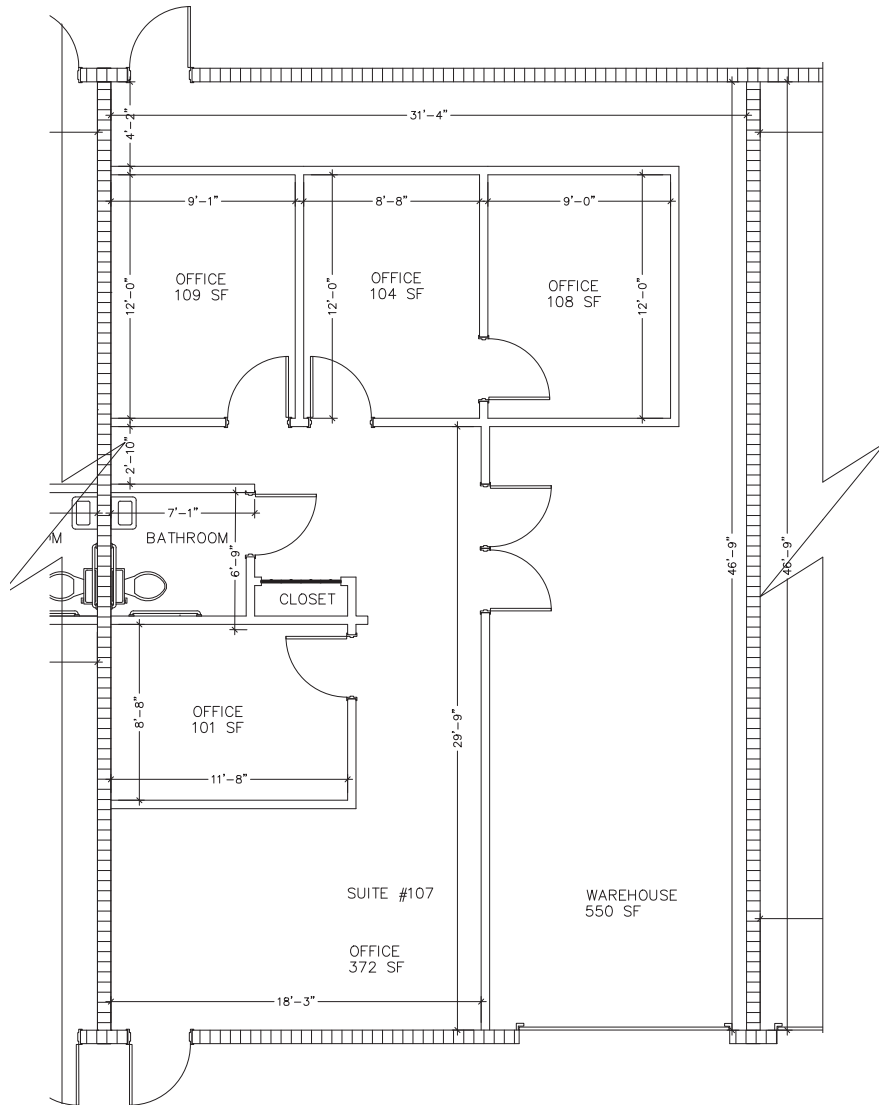 31'-4"
4'-2"
9'-1"
8'-8"
9'-0"
OFFICE
109 SF
OFFICE
104 SF
OFFICE
108 SF
12'-0"
12'-0"
12'-0"
2'-10"
7'-1"
M
BATHROOM
6'-9"
46'-9"
46'-9"
CLOSET
OFFICE
101 SF
8'-8"
29'-9"
11'-8"
SUITE #107
WAREHOUSE
550 SF
OFFICE
372 SF
18'-3"